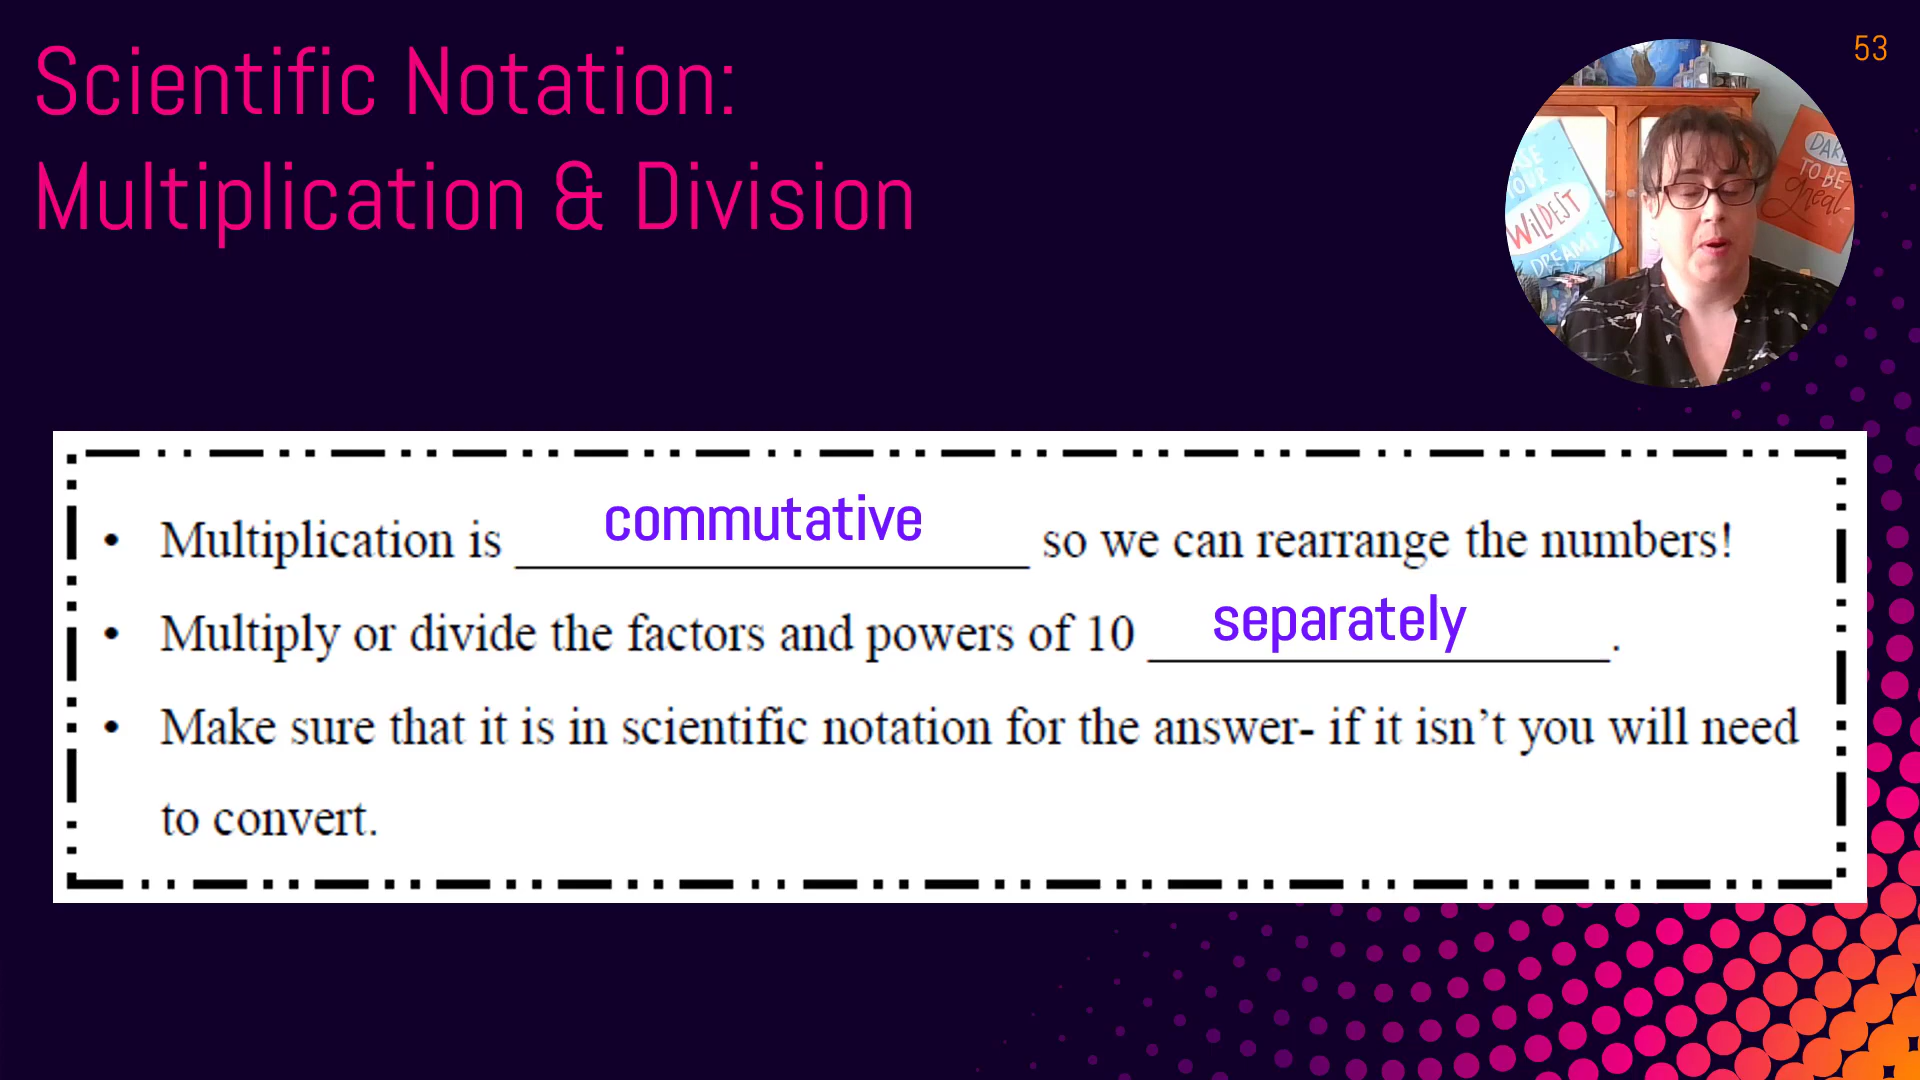 Scientific Notation:
Multiplication & Division
53
WILDEST
DREAMS
DARE
TO BE
great
• Multiplication is commutative so we can rearrange the numbers!
• Multiply or divide the factors and powers of 10 separately.
• Make sure that it is in scientific notation for the answer- if it isn’t you will need
to convert.